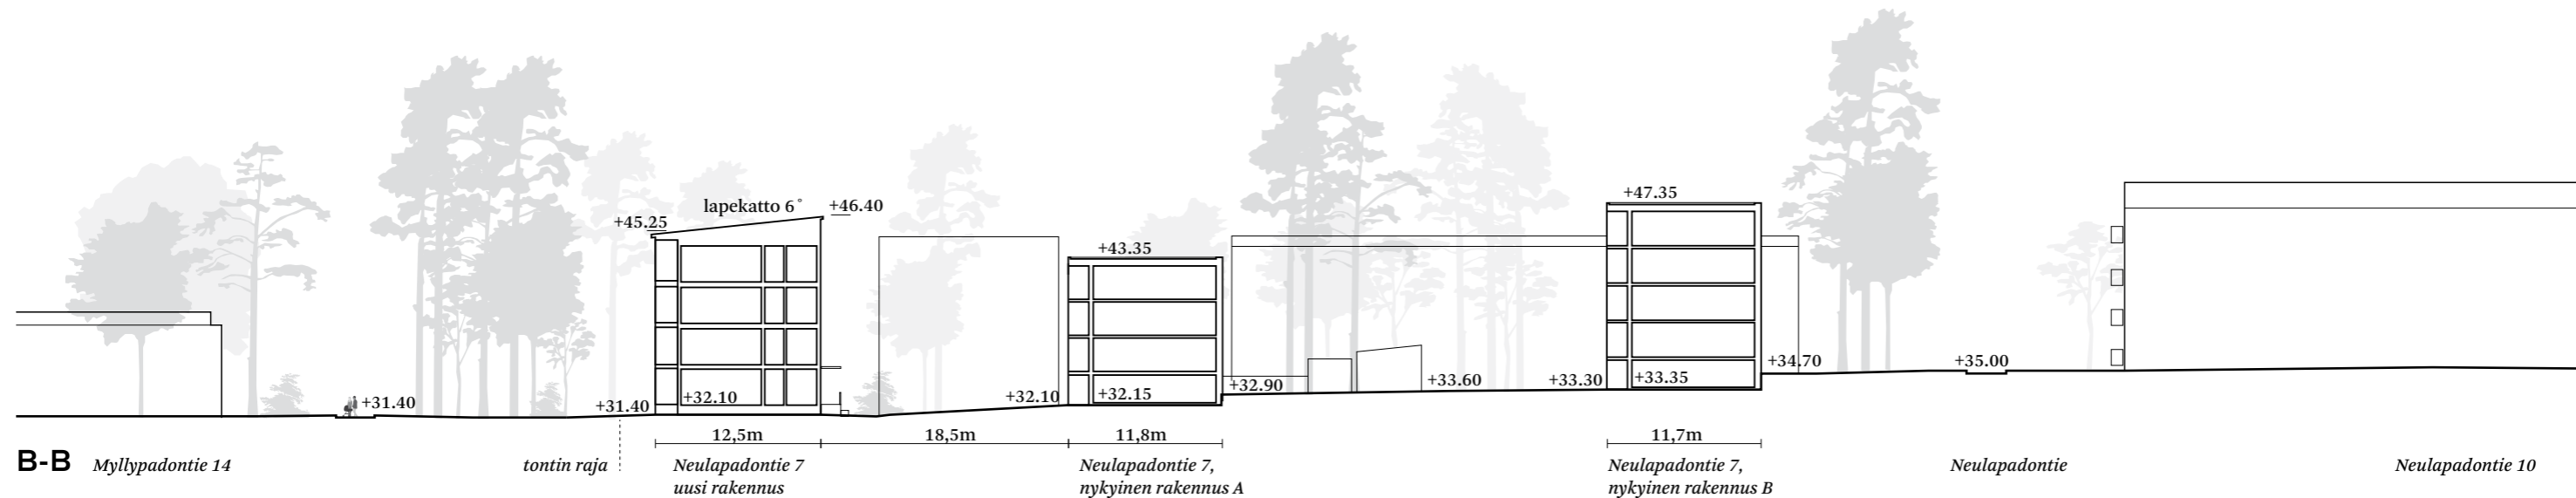 +47.35
lapekatto 6°
+46.40
+45.25
+43.35
+34.70
+35.00
+33.35
+33.30
+33.60
+32.90
+32.15
+32.10
+32.10
+31.40
+31.40
12,5m
18,5m
11,8m
11,7m
B-B
Myllypadontie 14
tontin raja
Neulapadontie 7
uusi rakennus
Neulapadontie 7,
nykyinen rakennus A
Neulapadontie 7,
nykyinen rakennus B
Neulapadontie
Neulapadontie 10